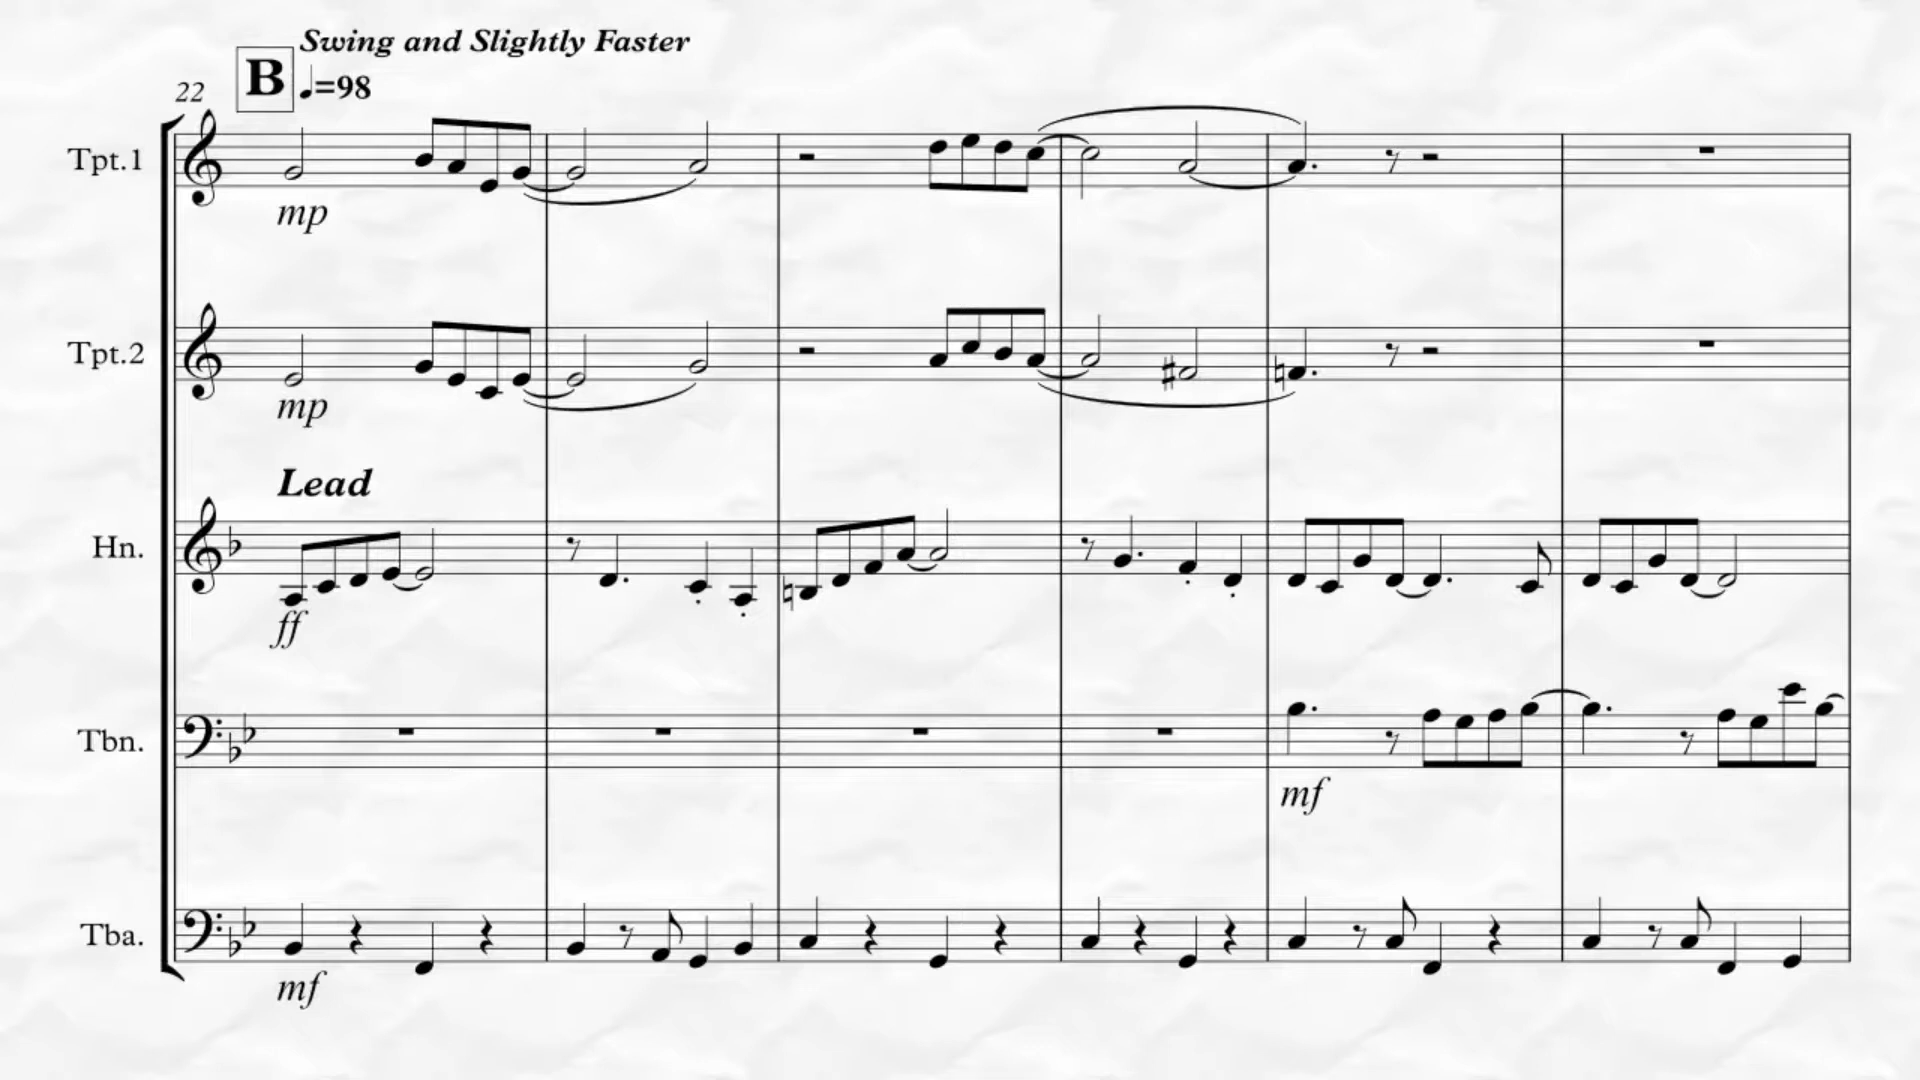 Swing and Slightly Faster
22 B ♩=98
Tpt.1
mp
Tpt.2
mp
Lead
Hn.
ff
Tbn.
mf
Tba.
mf